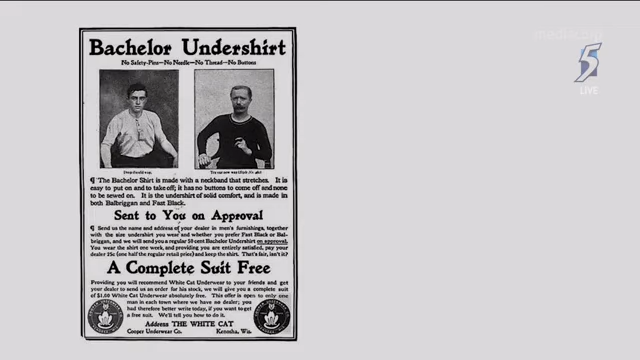 mediacorp
5
LIVE
Bachelor Undershirt
No Safety-Pins—No Needle—No Thread—No Buttons
¶ The Bachelor Shirt is made with a neckband that stretches. It is
easy to put on and to take off; it has no buttons to come off and none
to be sewed on. It is the undershirt of solid comfort, and is made in
both Balbriggan and Fast Black.
Sent to You on Approval
¶ Send us the name and address of your dealer in men's furnishings, together
with the size undershirt you wear and whether you prefer Fast Black or Bal-
briggan, and we will send you a regular 50 cent Bachelor Undershirt on approval.
You wear the shirt one week, and providing you are entirely satisfied, pay your
dealer 25c (one half the regular retail price) and keep the shirt. That's fair, isn't it?
A Complete Suit Free
Providing you will recommend White Cat Underwear to your friends and get
your dealer to send us an order for his stock, we will give you a complete suit
of $1.00 White Cat Underwear absolutely free. This offer is open to only one
man in each town where we have no dealer; you
had therefore better write today, if you want to get
a free suit. We'll tell you how to do it.
Address THE WHITE CAT
Cooper Underwear Co. Kenosha, Wis.